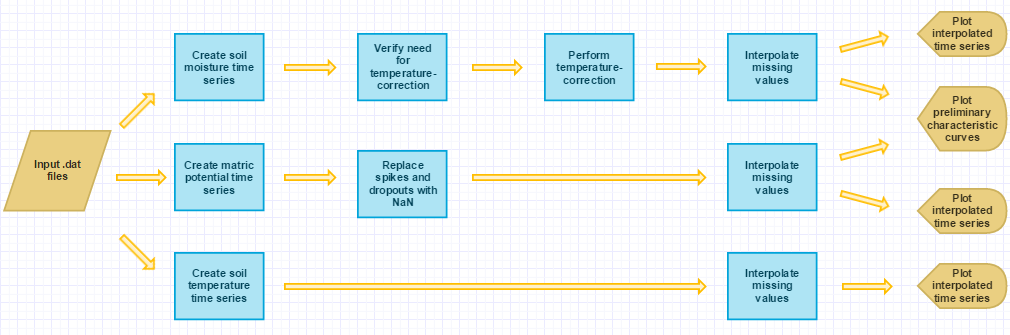 Input .dat
files
Create soil
moisture time
series
Verify need
for
temperature-
correction
Perform
temperature-
correction
Interpolate
missing
values
Plot
interpolated
time series
Plot
preliminary
characteristic
curves
Create matric
potential time
series
Replace
spikes and
dropouts with
NaN
Interpolate
missing
values
Plot
interpolated
time series
Create soil
temperature
time series
Interpolate
missing
values
Plot
interpolated
time series